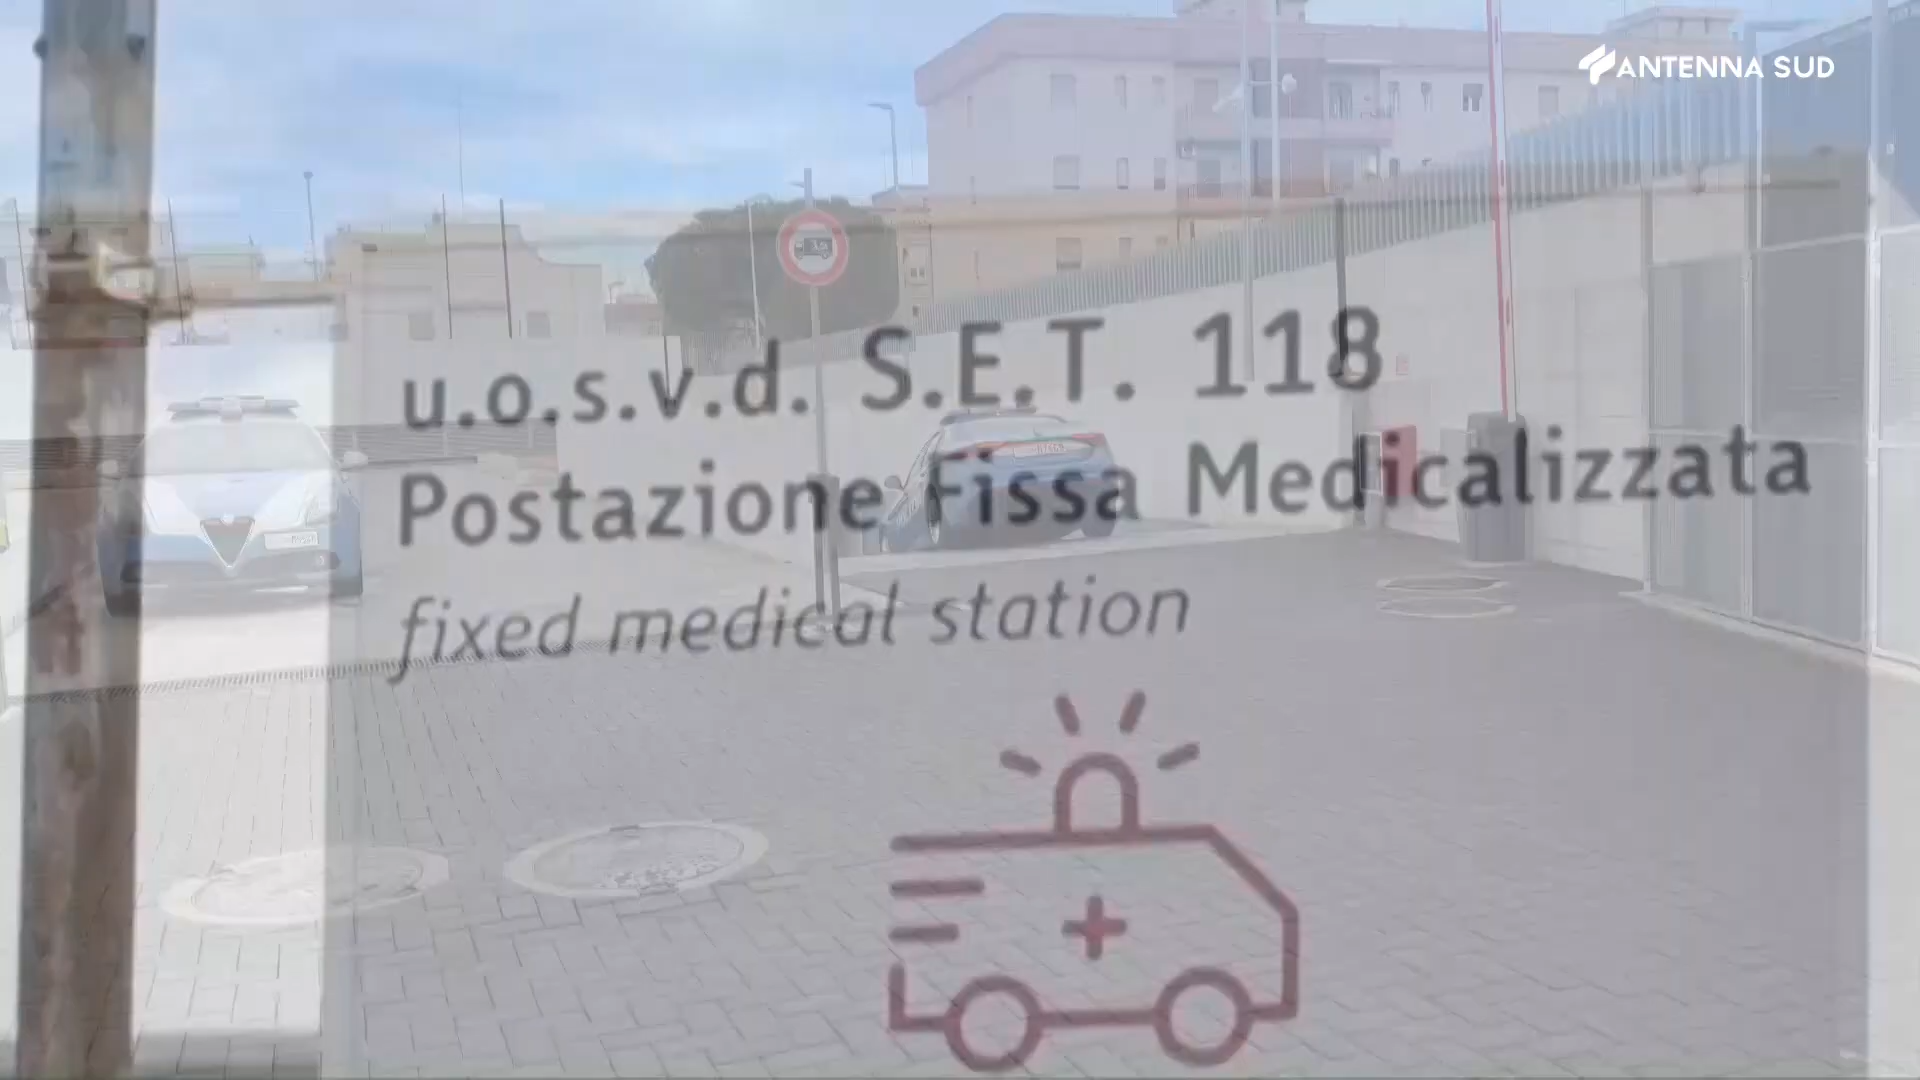 ANTENNA SUD
u.o.s.v.d. S.E.T. 118
Postazione Fissa Medicalizzata
fixed medical station